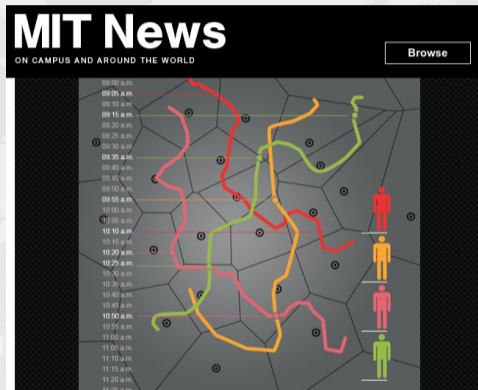 MIT News
ON CAMPUS AND AROUND THE WORLD
Browse
09:00 a.m.
09:05 a.m.
09:10 a.m.
09:15 a.m.
09:20 a.m.
09:25 a.m.
09:30 a.m.
09:35 a.m.
09:40 a.m.
09:45 a.m.
09:50 a.m.
09:55 a.m.
10:00 a.m.
10:05 a.m.
10:10 a.m.
10:15 a.m.
10:20 a.m.
10:25 a.m.
10:30 a.m.
10:35 a.m.
10:40 a.m.
10:45 a.m.
10:50 a.m.
10:55 a.m.
11:00 a.m.
11:05 a.m.
11:10 a.m.
11:15 a.m.
11:20 a.m.